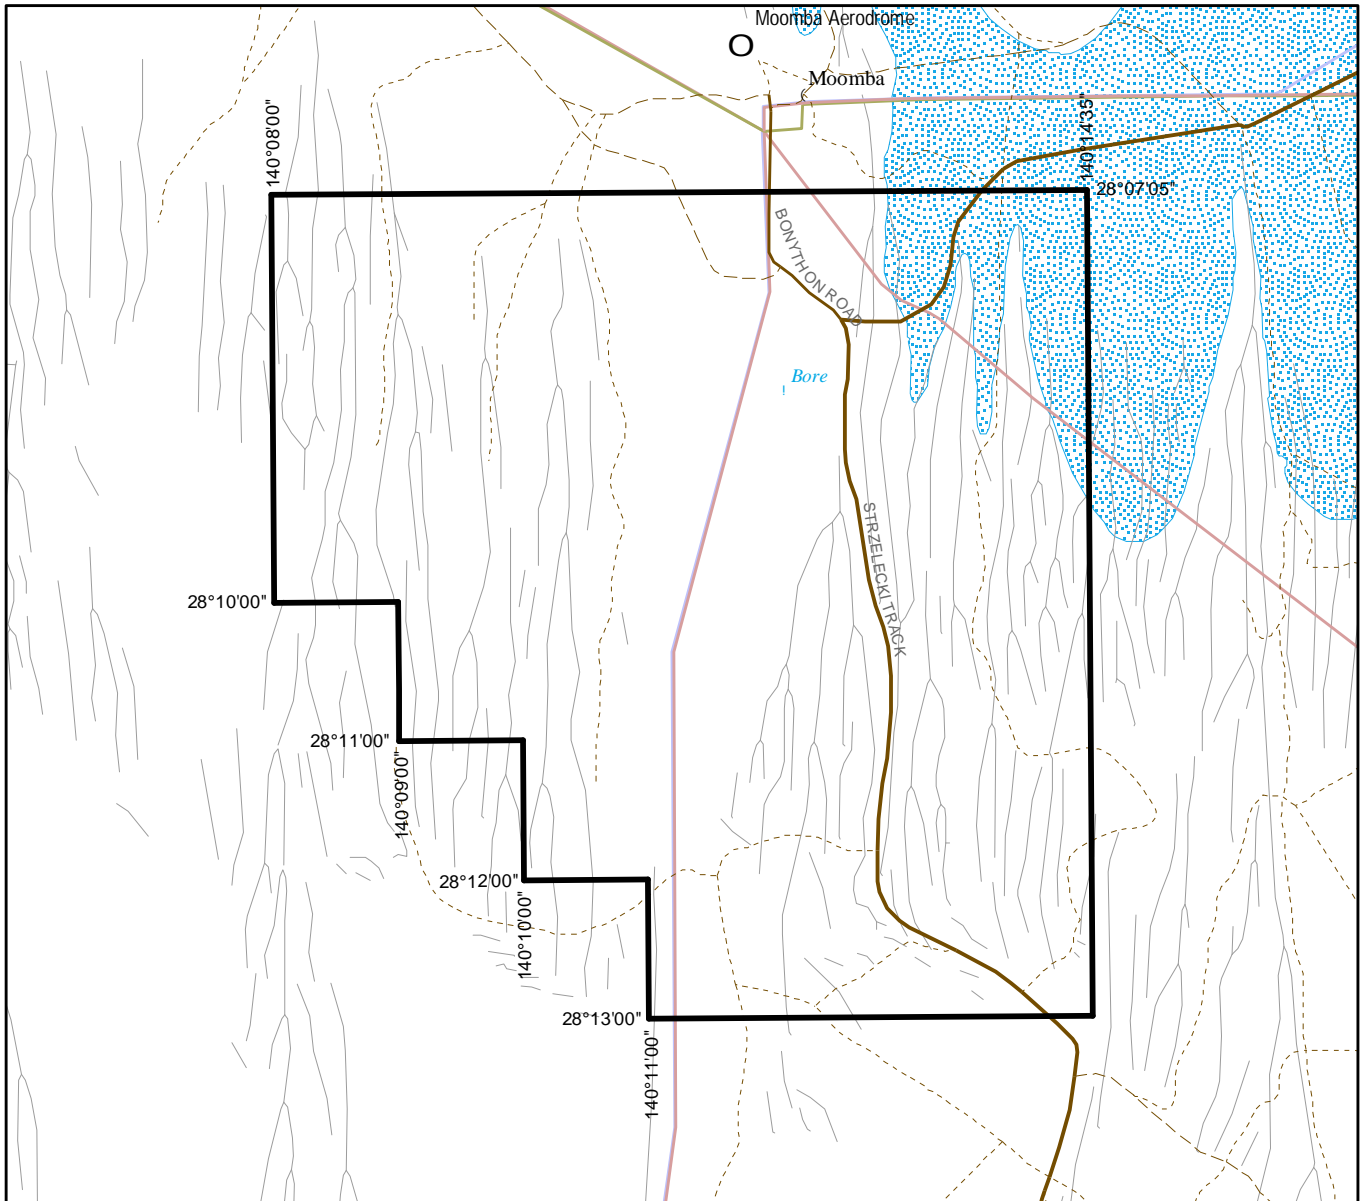 Moomba Aerodrome
Moomba
140°08'00"
140°14'35"
28°07'05"
BONYTHON ROAD
Bore
STRZELECKI TRACK
28°10'00"
28°11'00"
140°09'00"
28°12'00"
140°10'00"
28°13'00"
140°11'00"